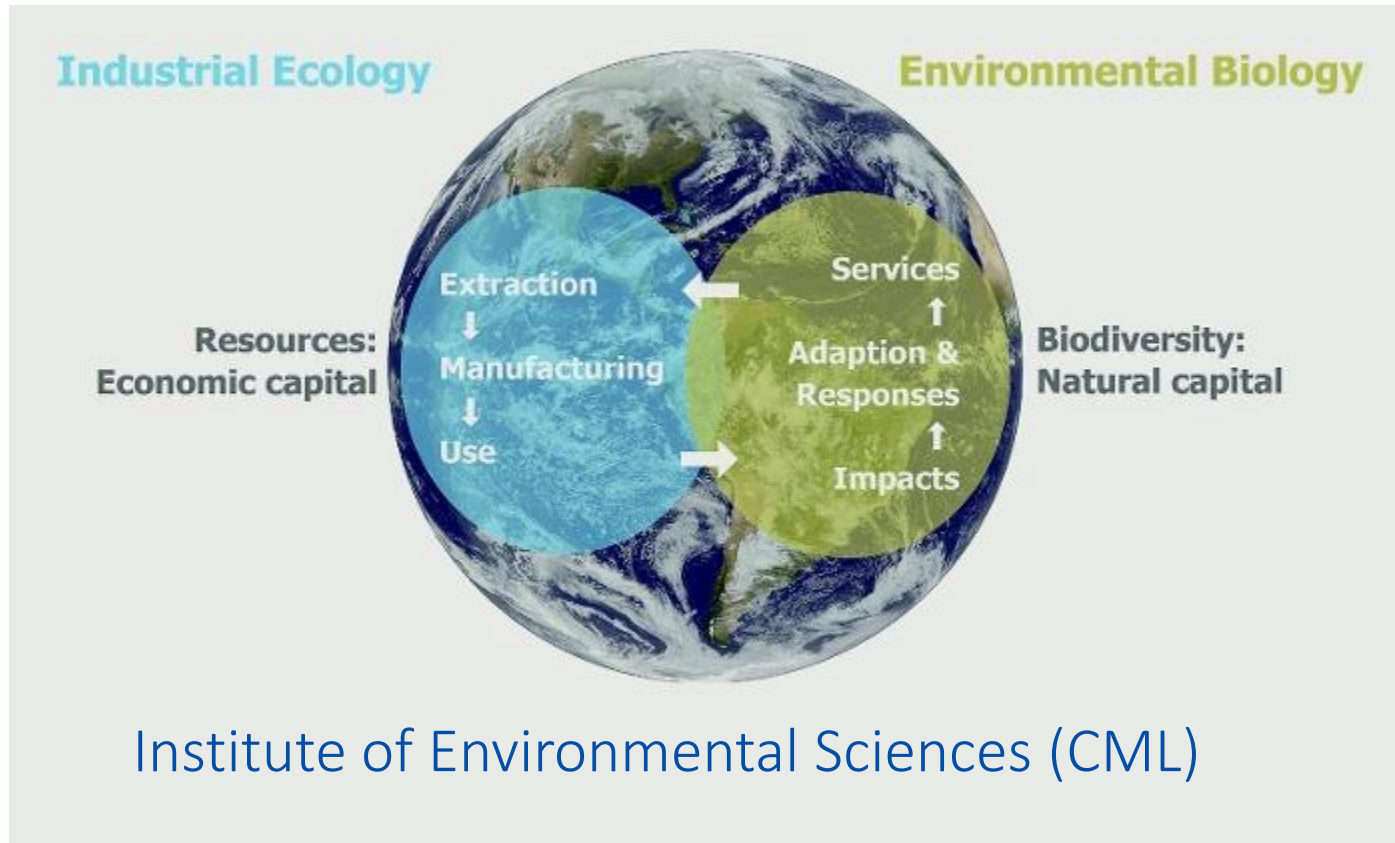 Industrial Ecology
Environmental Biology
Resources:
Economic capital
Extraction
Manufacturing
Use
Services
Adaption &
Responses
Impacts
Biodiversity:
Natural capital
Institute of Environmental Sciences (CML)